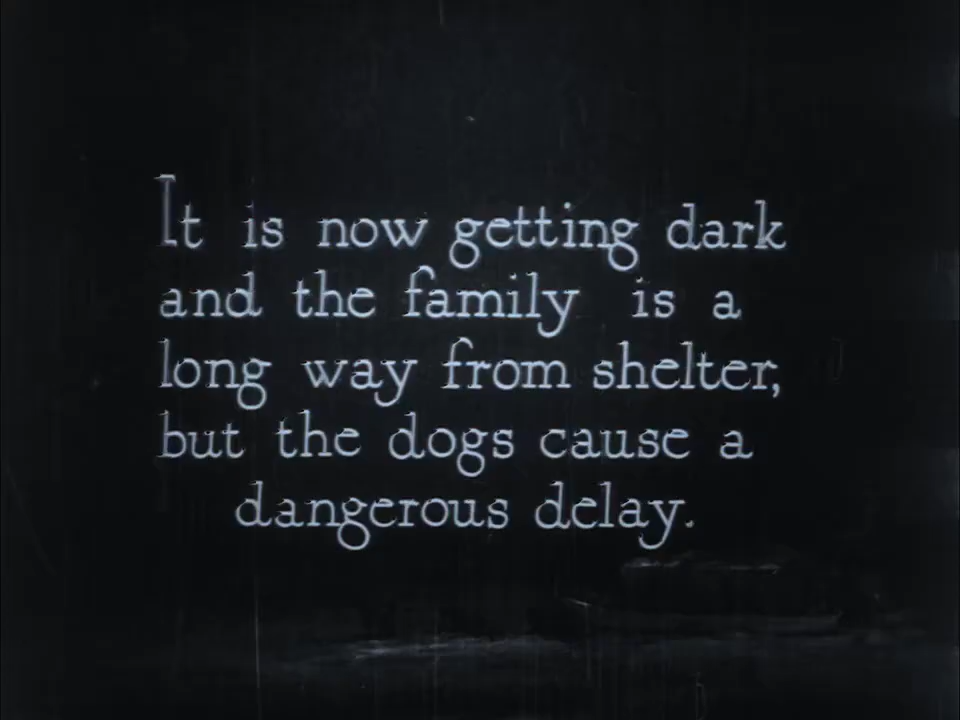 It is now getting dark
and the family is a
long way from shelter,
but the dogs cause a
dangerous delay.